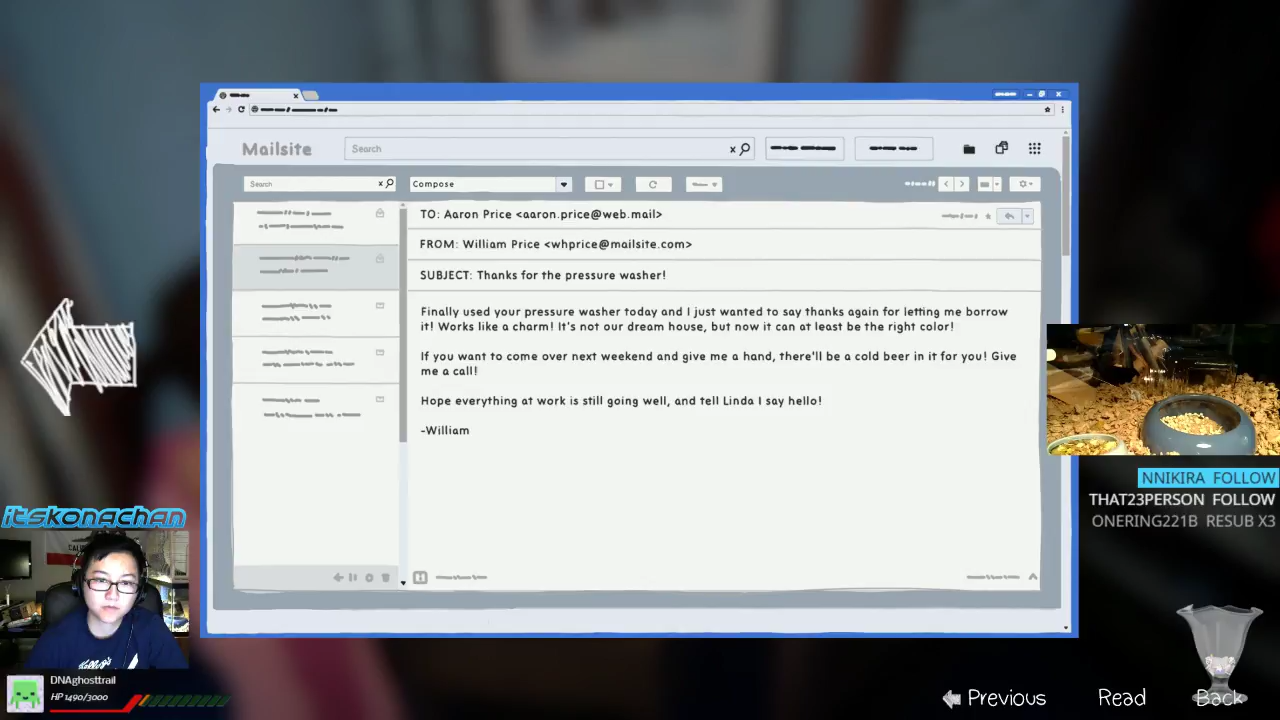 Mailsite
Search
x
Search
x
Compose
TO: Aaron Price <aaron.price@web.mail>
FROM: William Price <whprice@mailsite.com>
SUBJECT: Thanks for the pressure washer!
Finally used your pressure washer today and I just wanted to say thanks again for letting me borrow
it! Works like a charm! It's not our dream house, but now it can at least be the right color!
If you want to come over next weekend and give me a hand, there'll be a cold beer in it for you! Give
me a call!
Hope everything at work is still going well, and tell Linda I say hello!
-William
NNIKIRA FOLLOW
THAT23PERSON FOLLOW
ONERING221B RESUB X3
itskonachan
DNAghosttrail
HP 1490/3000
Previous
Read
Back